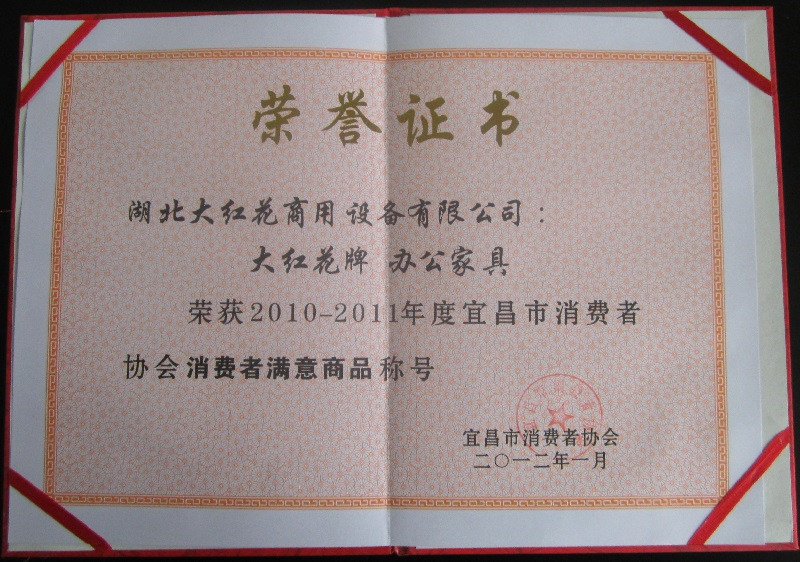 荣誉证书
湖北大红花商用设备有限公司：
大红花牌 办公家具
荣获2010-2011年度宜昌市消费者
协会消费者满意商品称号
宜昌市消费者协会
二〇一二年一月